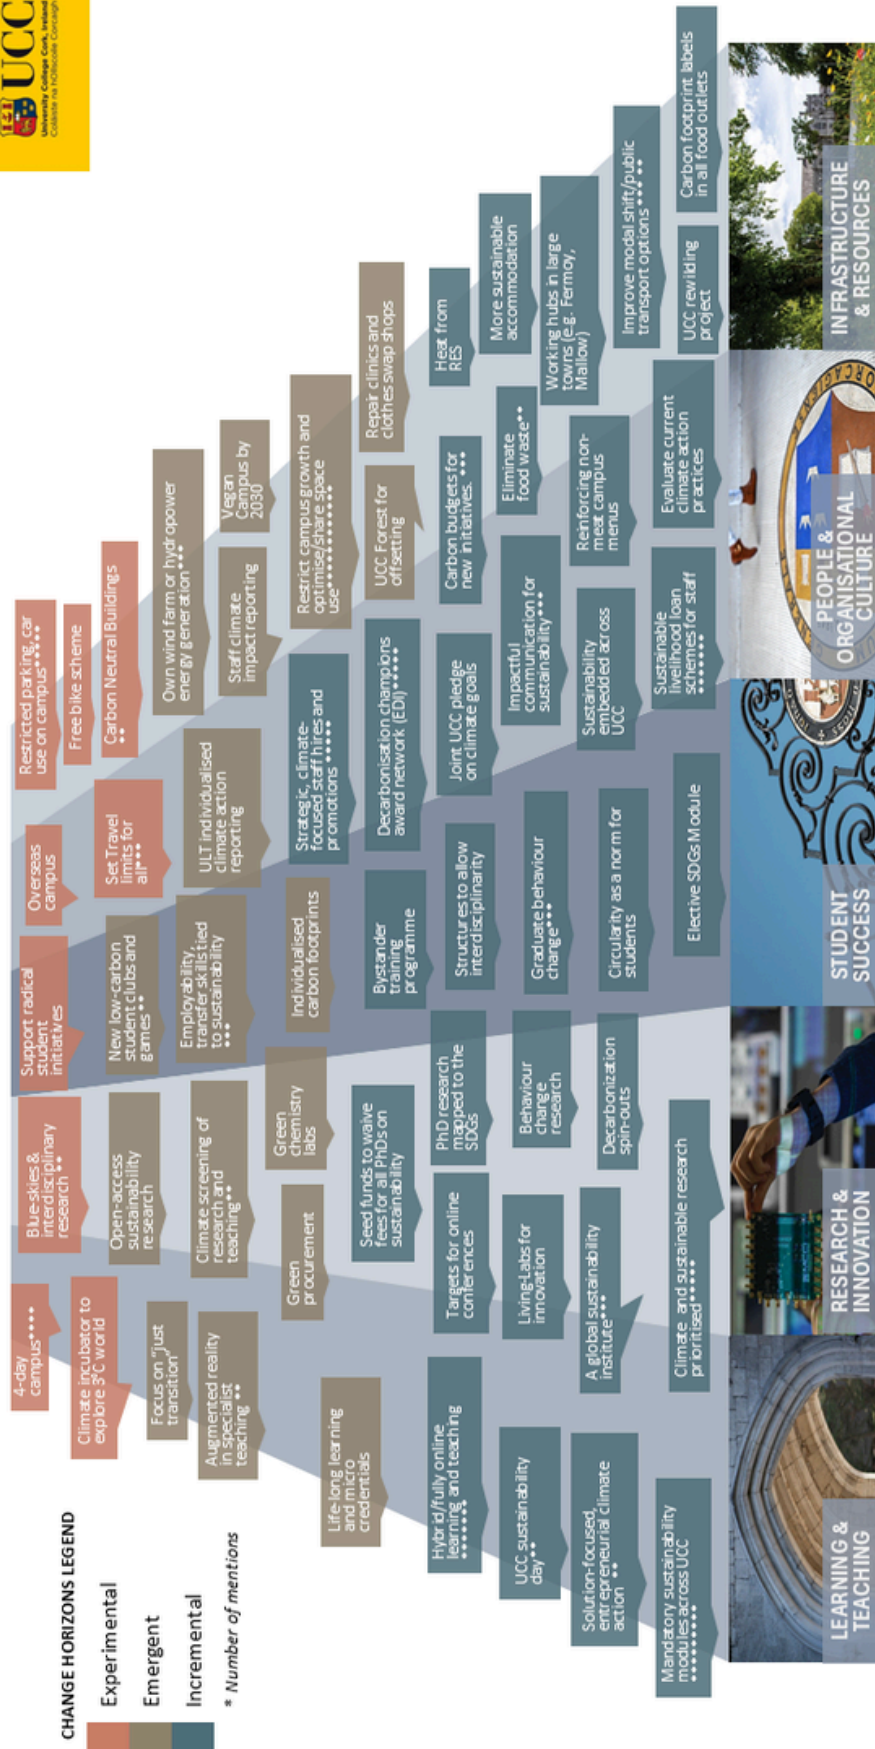 UCC
University College Cork, Ireland
Coláiste na hOllscoile Corcaigh
CHANGE HORIZONS LEGEND
Experimental
Emergent
Incremental
* Number of mentions
4-day
campus****
Climate incubator to
explore 3°C world
Focus on "just
transition"
Augmented reality
in specialist
teaching**
Life-long learning
and micro
credentials
Hybrid/fully online
learning and teaching
UCC sustainability
day**
Solution-focused,
entrepreneurial climate
action **
Mandatory sustainability
modules across UCC
LEARNING &
TEACHING
Blue-skies &
interdisciplinary
research **
Open-access
sustainability
research
Climate screening of
research and
teaching**
Green
chemistry
labs
Green
procurement
Seed funds to waive
fees for all PhDs on
sustainability
PhD research
mapped to the
SDGs
Targets for online
conferences
Behaviour
change
research
Living-Labs for
innovation
Decarbonization
spin-outs
A global sustainability
institute***
Climate and sustainable research
prioritised*****
RESEARCH &
INNOVATION
Support radical
student
initiatives
New low-carbon
student clubs and
games**
Employability,
transfer skills tied
to sustainability
***
Individualised
carbon footprints
Bystander
training
programme
Structures to allow
interdisciplinarity
Graduate behaviour
change***
Circularity as a norm for
students
Elective SDGs Module
STUDENT
SUCCESS
Overseas
campus
Set Travel
limits for
all***
ULT individualised
climate action
reporting
Staff climate
impact reporting
Strategic, climate-
focused staff hires and
promotions *****
Decarbonisation champions
award network (EDI)*****
Joint UCC pledge
on climate goals
Carbon budgets for
new initiatives. ***
Impactful
communication for
sustainability***
Sustainability
embedded across
UCC
Reinforcing non-
meat campus
menus
Sustainable
livelihood loan
schemes for staff
Evaluate current
climate action
practices
PEOPLE &
ORGANISATIONAL
CULTURE
Restricted parking, car
use on campus*****
Free bike scheme
Carbon Neutral Buildings
**
Own wind farm or hydropower
energy generation***
Vegan
Campus by
2030
Restrict campus growth and
optimise/share space
use
UCC Forest for
offsetting
Repair clinics and
clothes swap shops
Heat from
RES
Eliminate
food waste**
More sustainable
accommodation
Working hubs in large
towns (e.g. Fermoy,
Mallow)
Improve modal shift/public
transport options
UCC rewilding
project
Carbon footprint labels
in all food outlets
INFRASTRUCTURE
& RESOURCES